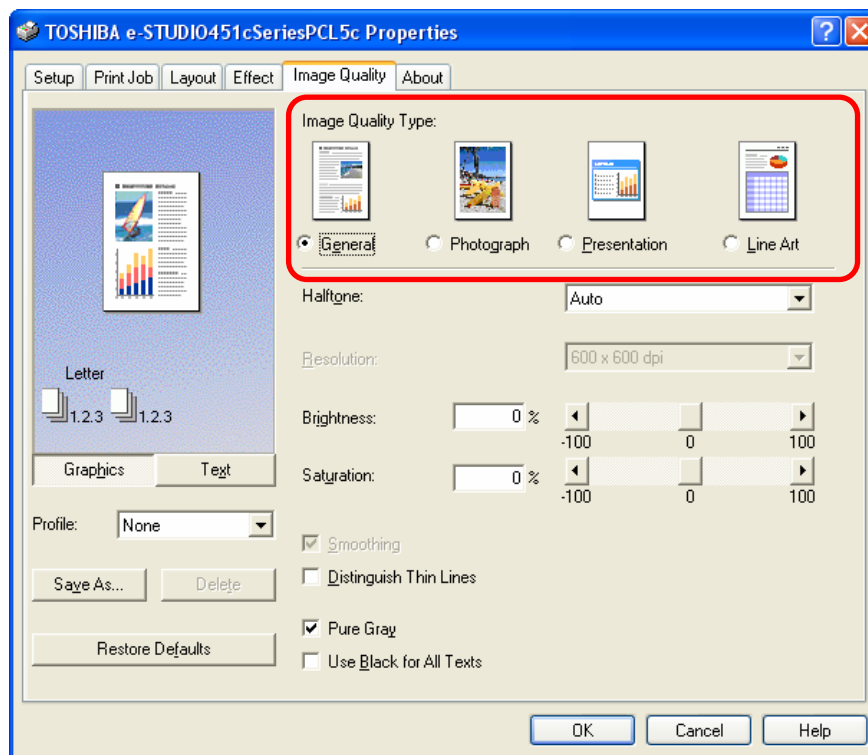 TOSHIBA e-STUDIO451cSeriesPCL5c Properties
Setup Print Job Layout Effect Image Quality About
Image Quality Type:
General Photograph Presentation Line Art
Letter
1.2.3 1.2.3
Graphics Text
Profile: None
Save As... Delete
Restore Defaults
Halftone: Auto
Resolution: 600 x 600 dpi
Brightness: 0 %
-100 0 100
Saturation: 0 %
-100 0 100
Smoothing
Distinguish Thin Lines
Pure Gray
Use Black for All Texts
OK Cancel Help